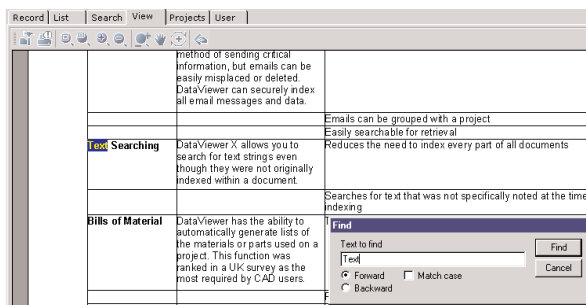 Record List Search View Projects User
method of sending critical
information, but emails can be
easily misplaced or deleted.
DataViewer can securely index
all email messages and data.
Emails can be grouped with a project
Easily searchable for retrieval
Text Searching
DataViewer X allows you to
search for text strings even
though they were not originally
indexed within a document.
Reduces the need to index every part of all documents
Searches for text that was not specifically noted at the time
indexing
Bills of Material
DataViewer has the ability to
automatically generate lists of
the materials or parts used on a
project. This function was
ranked in a UK survey as the
most required by CAD users.
Find
Text to find
Text
Forward
Match case
Backward
Find
Cancel